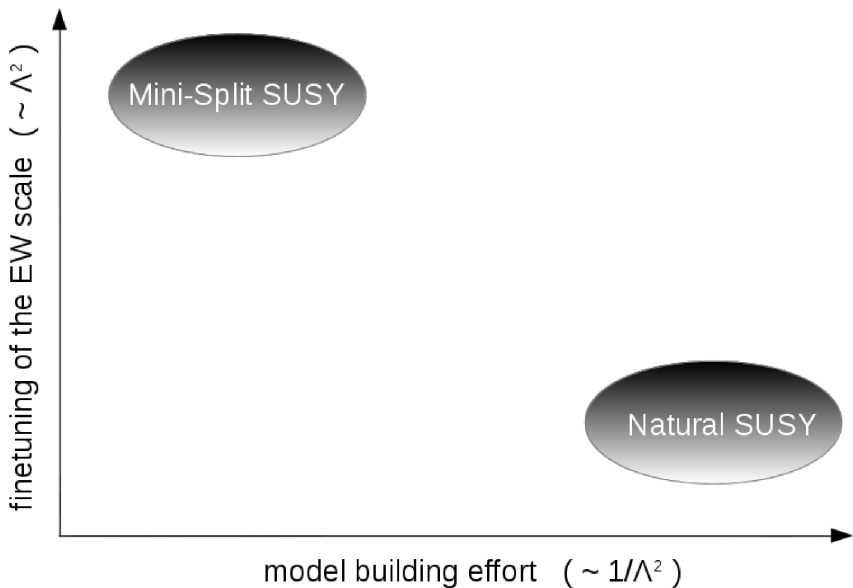 finetuning of the EW scale ( ~ Λ² )
Mini-Split SUSY
Natural SUSY
model building effort ( ~ 1/Λ² )